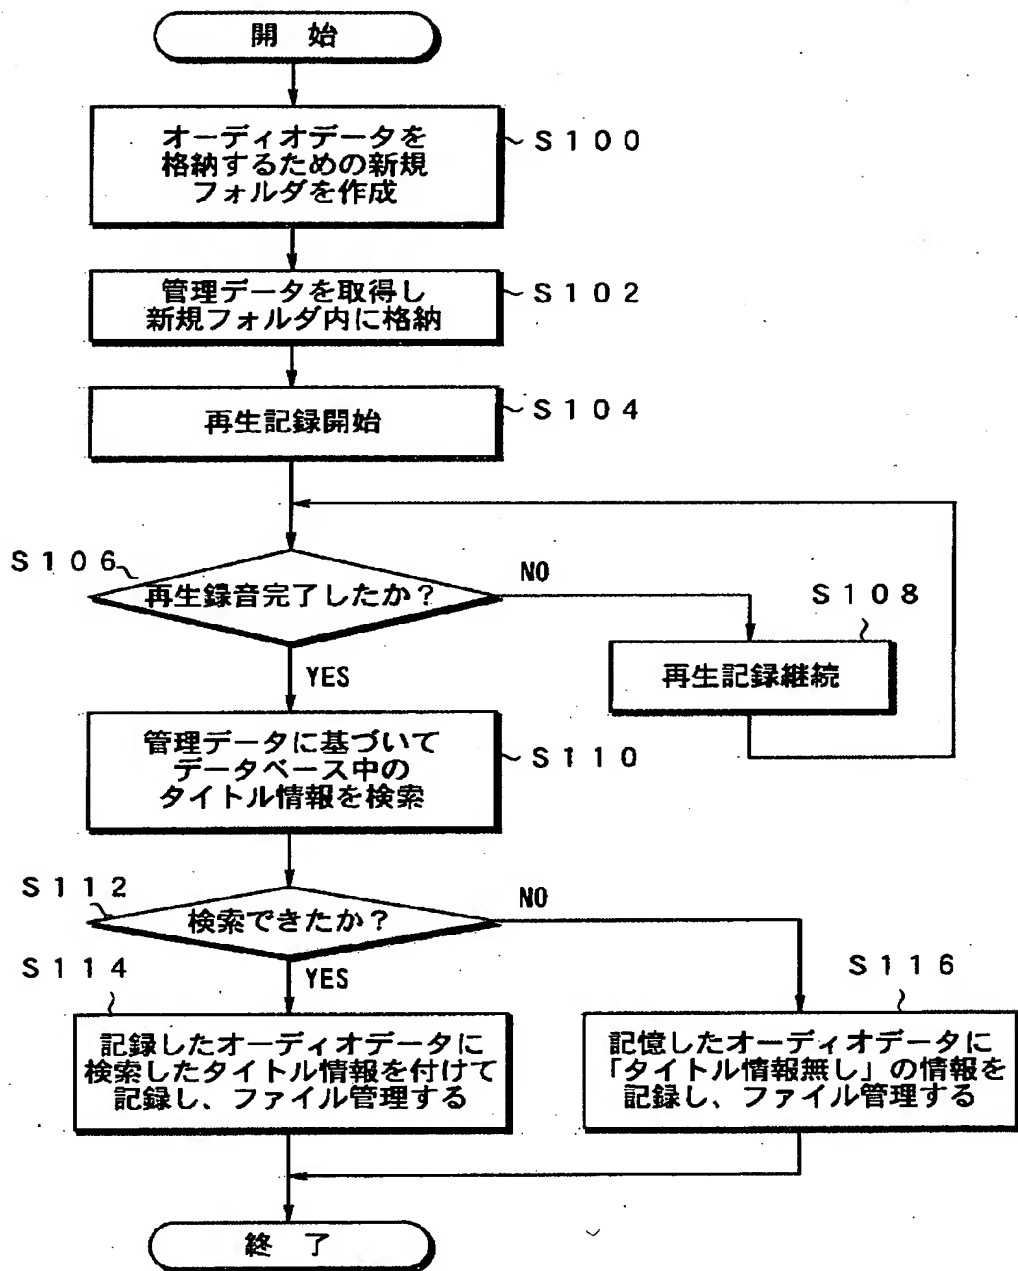 開 始
オーディオデータを
格納するための新規
フォルダを作成
S100
管理データを取得し
新規フォルダ内に格納
S102
再生記録開始
S104
S106
再生録音完了したか?
NO
YES
S108
再生記録継続
管理データに基づいて
データベース中の
タイトル情報を検索
S110
S112
検索できたか?
NO
YES
S114
記録したオーディオデータに
検索したタイトル情報を付けて
記録し、ファイル管理する
S116
記憶したオーディオデータに
「タイトル情報無し」の情報を
記録し、ファイル管理する
終 了